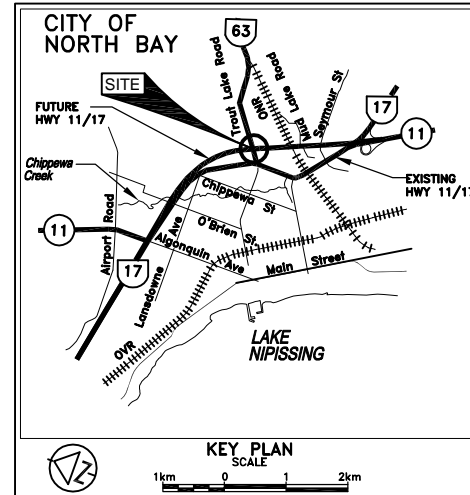 CITY OF
NORTH BAY
63
SITE
Trout Lake Road
ONR
Mud Lake Road
Seymour St
17
11
FUTURE
HWY 11/17
Chippewa
Creek
EXISTING
HWY 11/17
Chippewa St
O'Brien St
Algonquin Ave
Main Street
11
Airport Road
17
Lansdowne Ave
OVR
LAKE
NIPISSING
KEY PLAN
SCALE
1km 0 1 2km
N